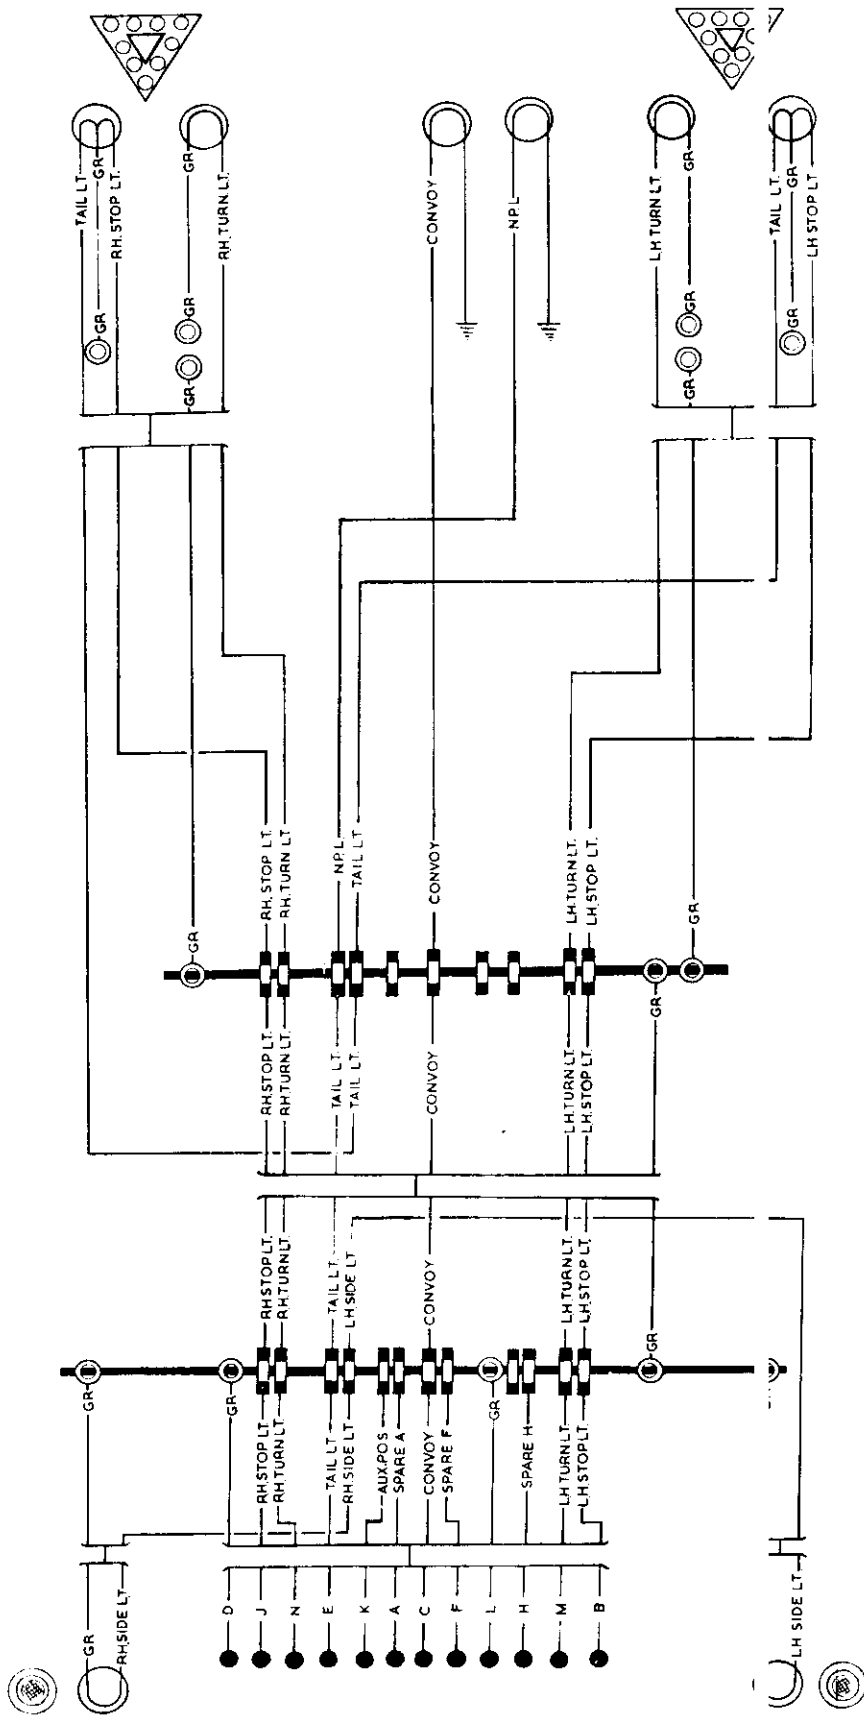 TAIL LT.
GR
RH.STOP LT.
GR
RH.TURN LT.
CONVOY
N.P.L
LH.TURN LT.
GR
TAIL LT.
GR
LH STOP LT.
GR
GR
GR
GR
GR
GR
RH.STOP LT.
RH.TURN LT
N.P.L.
TAIL LT
CONVOY
LH.TURN LT.
LH.STOP LT.
GR
GR
GR
RH.STOP LT.
RH.TURN LT.
TAIL LT.
TAIL LT.
CONVOY
LH.TURN LT.
LH.STOP LT.
RH STOP LT.
RH.TURN LT.
TAIL LT.
LH.SIDE LT
CONVOY
LH TURN LT.
LH.STOP LT.
GR
GR
GR
GR
RH.STOP LT
RH.TURN LT.
TAIL LT.
RH.SIDE LT
AUX.POS
SPARE A
CONVOY
SPARE F
SPARE H
LH TURN LT.
LH.STOP LT.
GR
RH.SIDE LT
D
J
N
E
K
A
C
F
L
H
M
B
LH SIDE LT